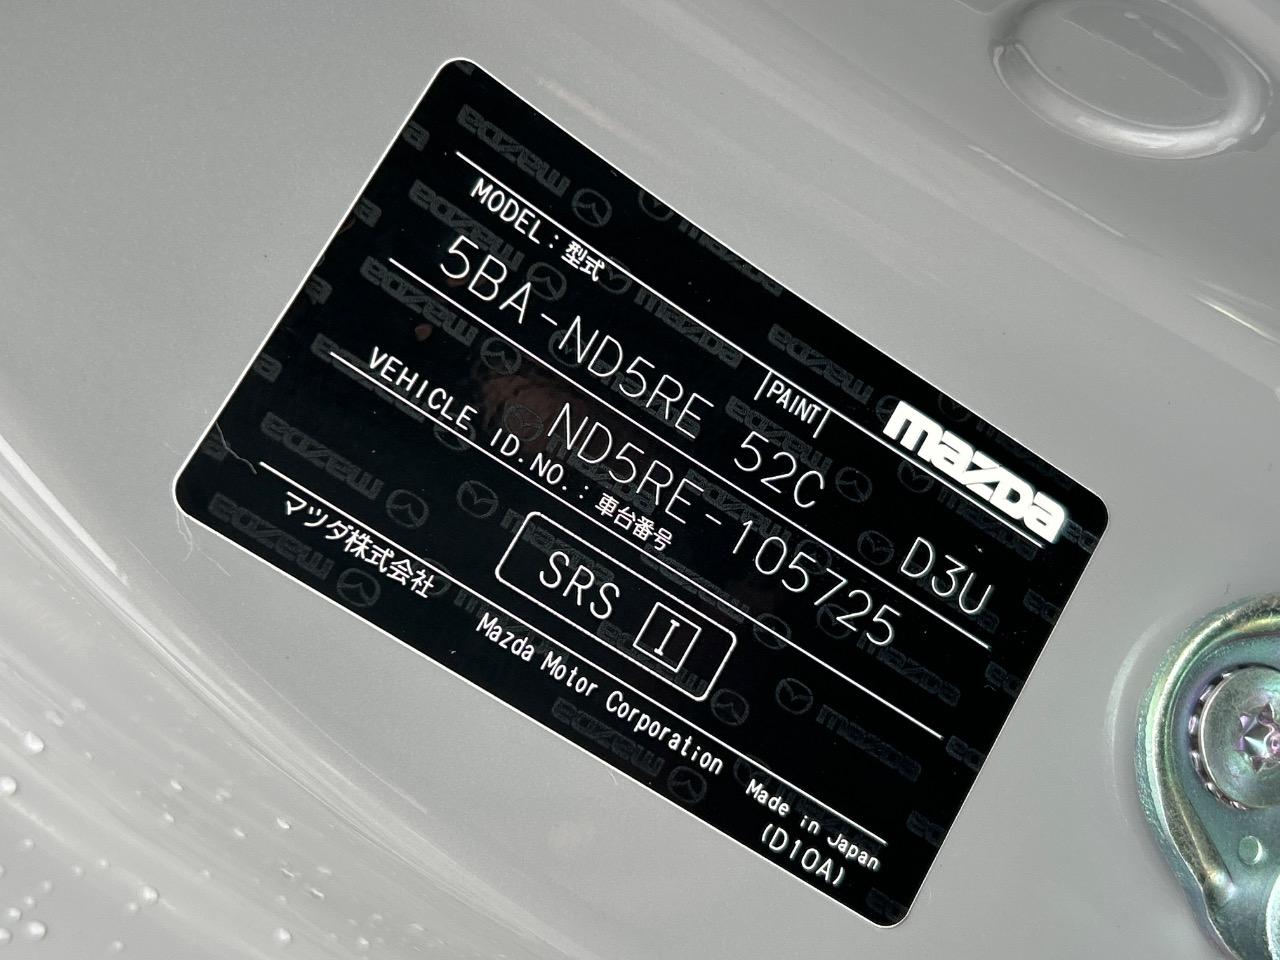 mazda
MODEL:型式
PAINT
5BA-ND5RE 52C D3U
ND5RE-105725
VEHICLE ID.NO.:車台番号
SRS I
マツダ株式会社 Mazda Motor Corporation Made in Japan
(D10A)